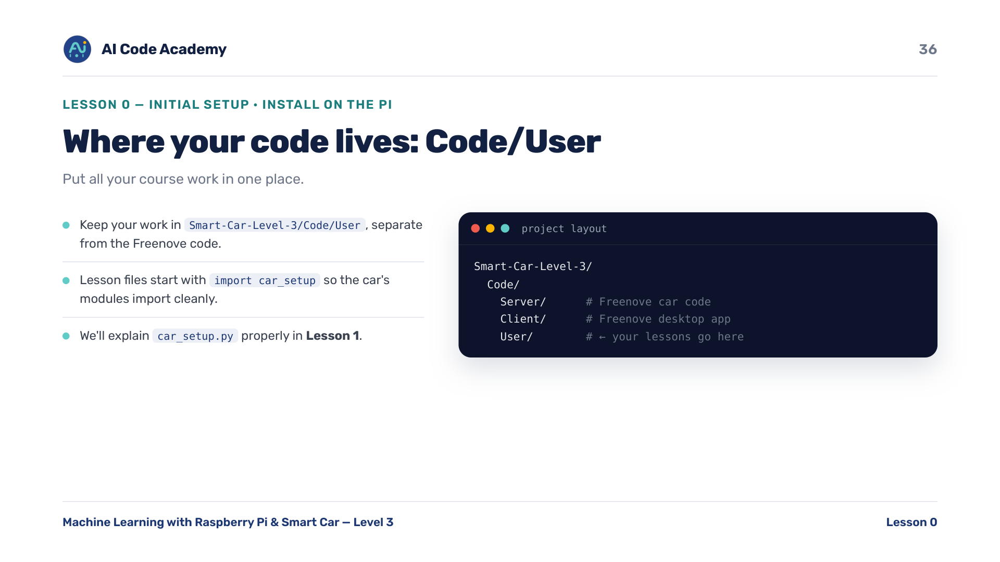 AI Code Academy
36
LESSON 0 — INITIAL SETUP · INSTALL ON THE PI
Where your code lives: Code/User
Put all your course work in one place.
Keep your work in Smart-Car-Level-3/Code/User, separate
from the Freenove code.
Lesson files start with import car_setup so the car's
modules import cleanly.
We'll explain car_setup.py properly in Lesson 1.
project layout
Smart-Car-Level-3/
  Code/
    Server/      # Freenove car code
    Client/      # Freenove desktop app
    User/        # ← your lessons go here
Machine Learning with Raspberry Pi & Smart Car — Level 3
Lesson 0